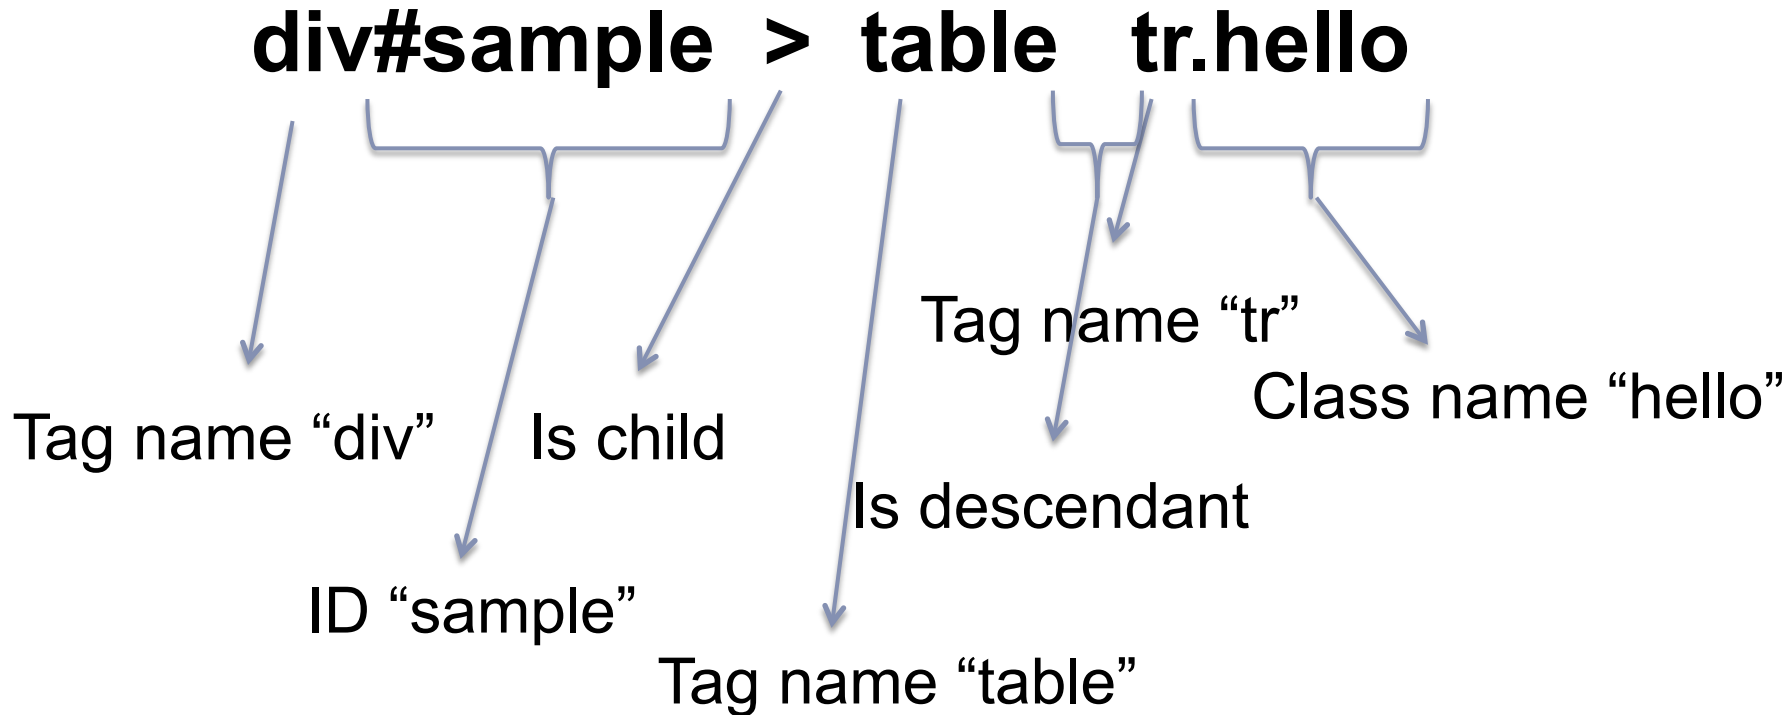 div#sample > table tr.hello
Tag name “tr”
Class name “hello”
Tag name “div”
Is child
Is descendant
ID “sample”
Tag name “table”